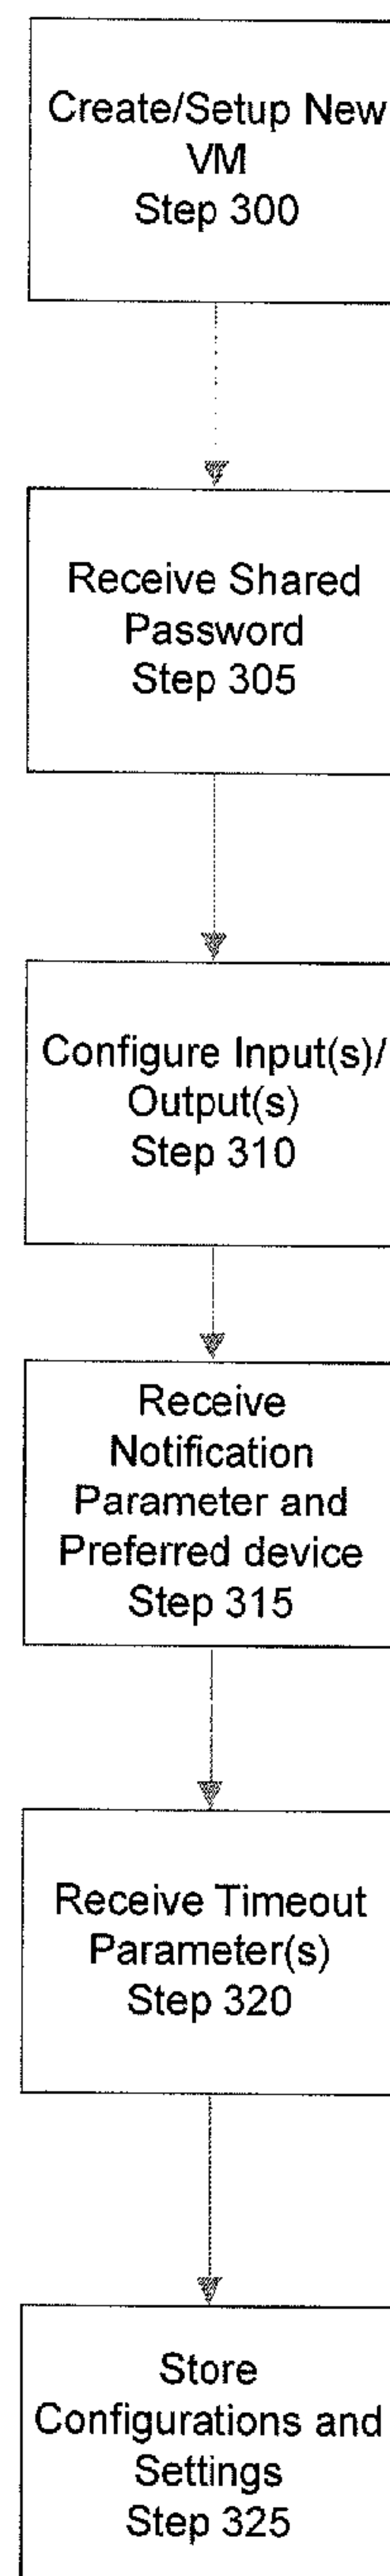 Create/Setup New
VM
Step 300
Receive Shared
Password
Step 305
Configure Input(s)/
Output(s)
Step 310
Receive
Notification
Parameter and
Preferred device
Step 315
Receive Timeout
Parameter(s)
Step 320
Store
Configurations and
Settings
Step 325